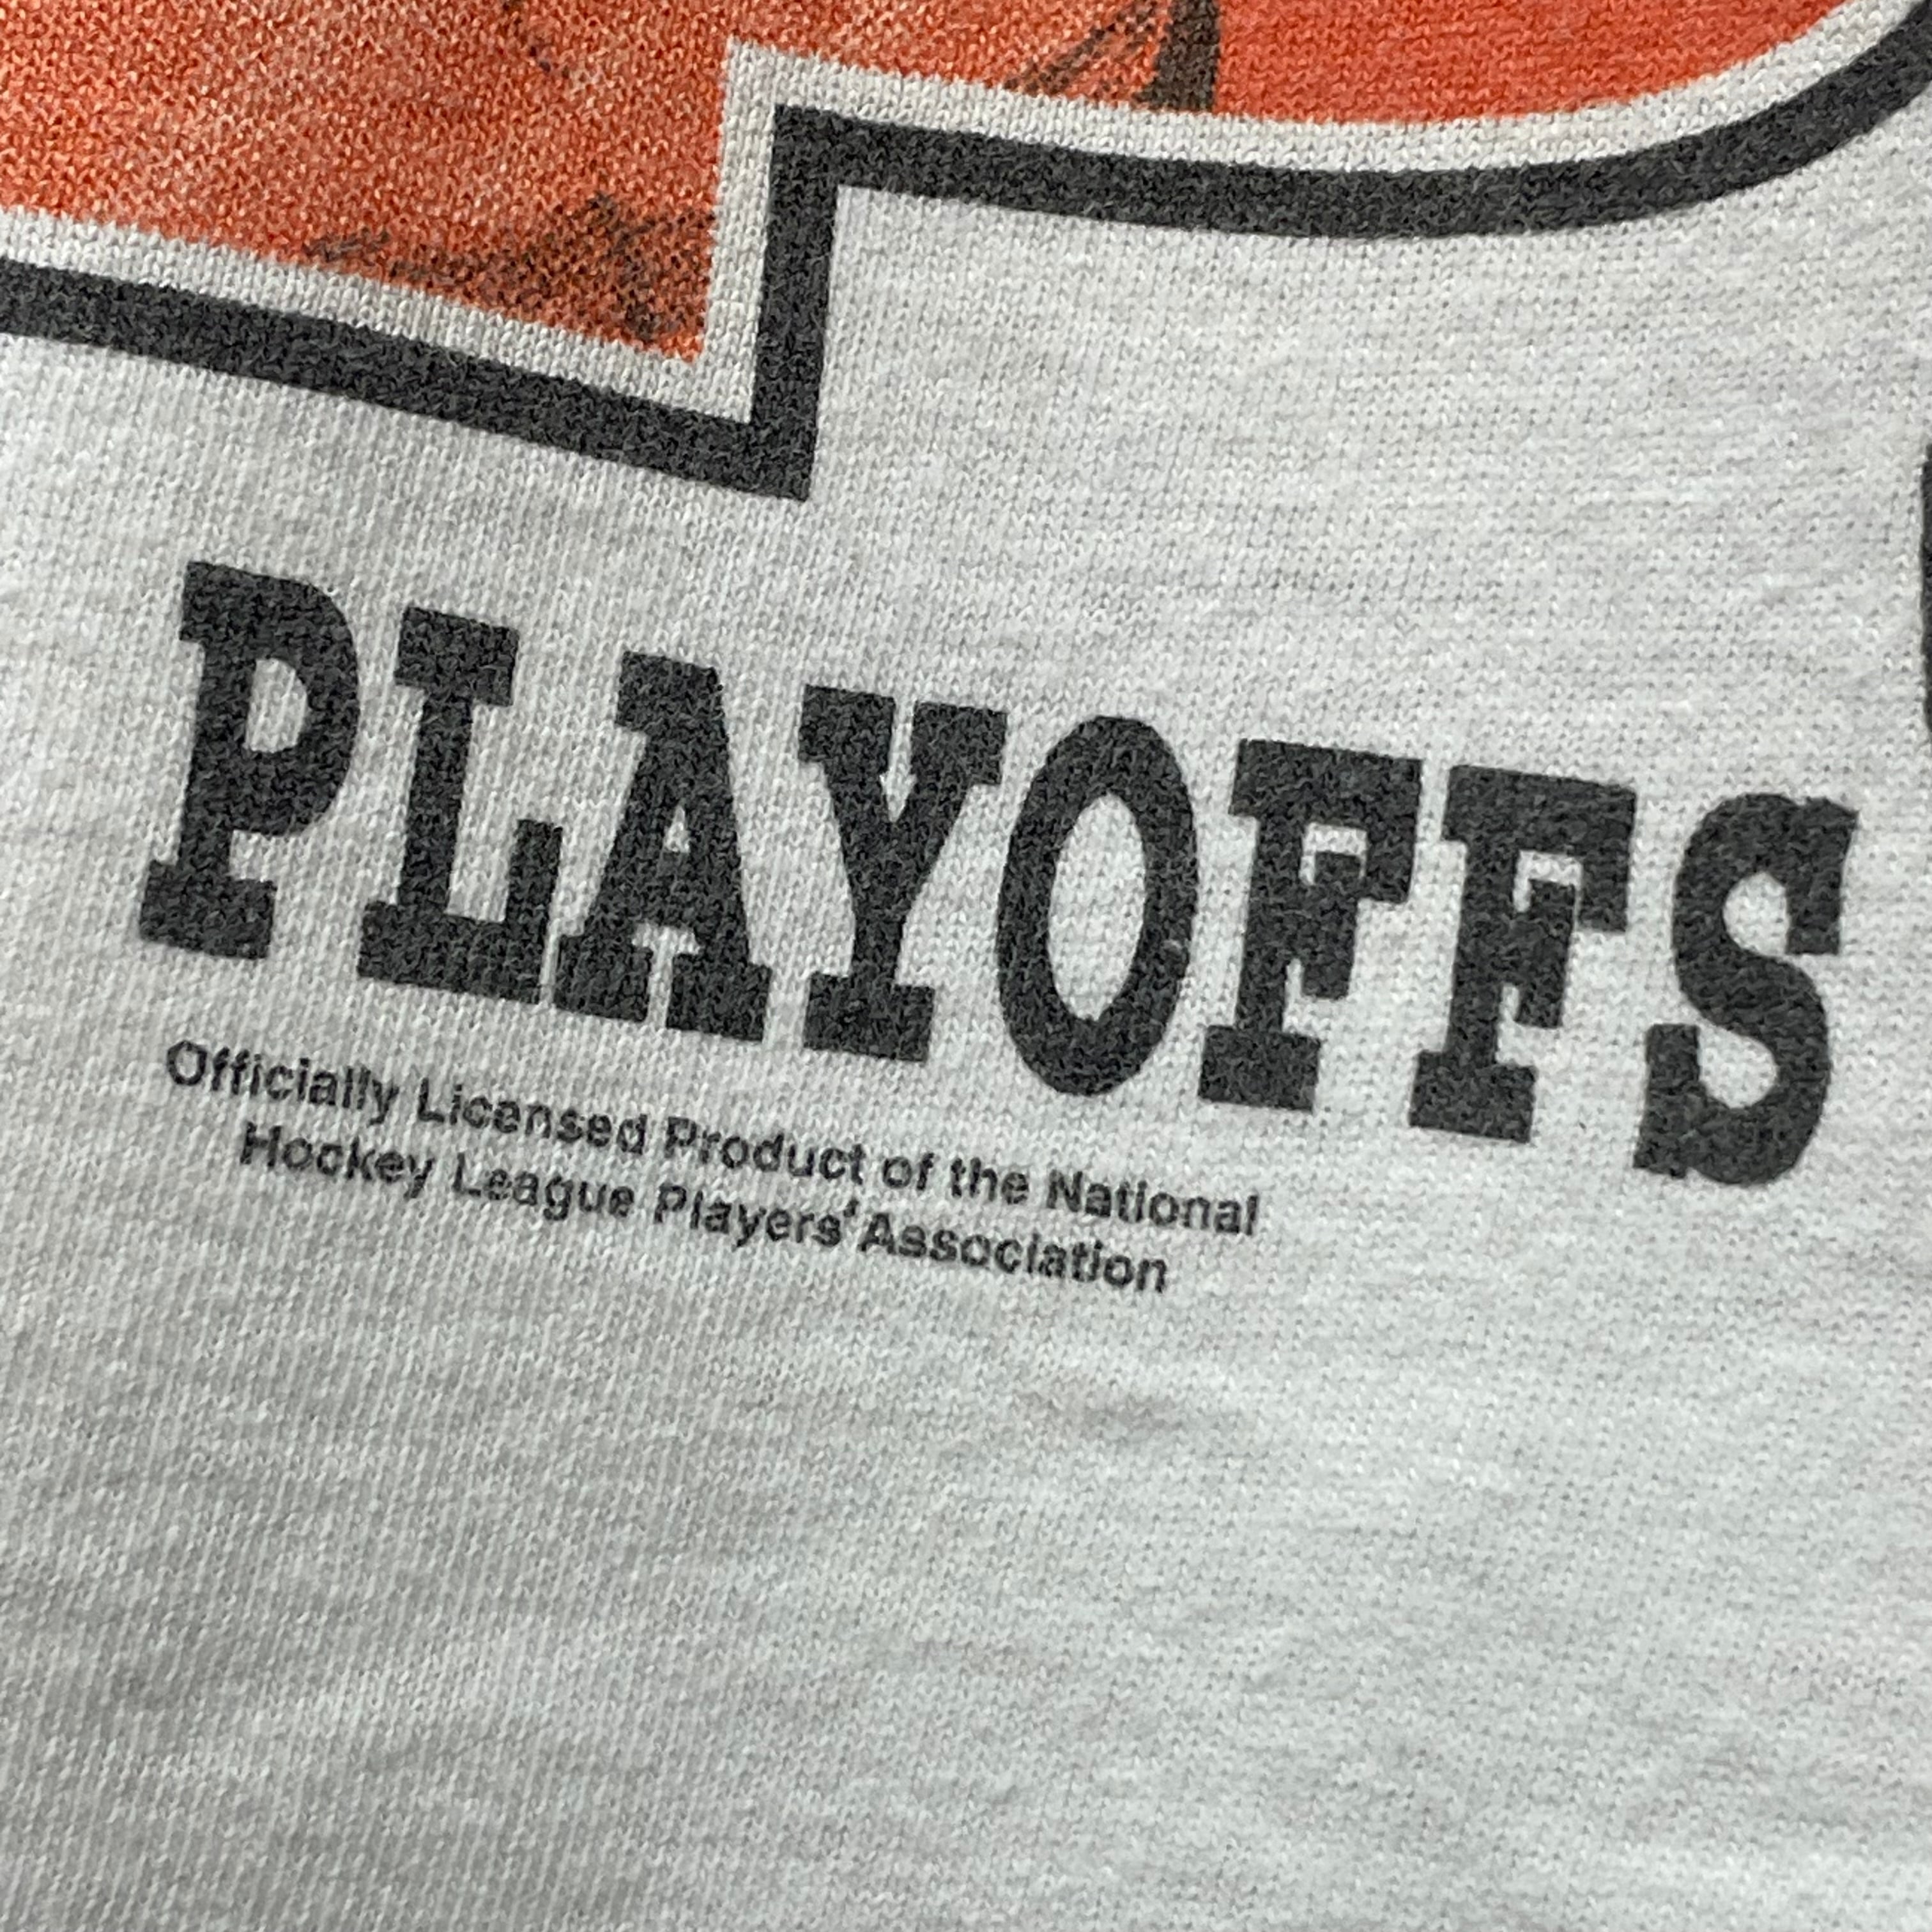 PLAYOFFS
Officially Licensed Product of the National
Hockey League Players' Association